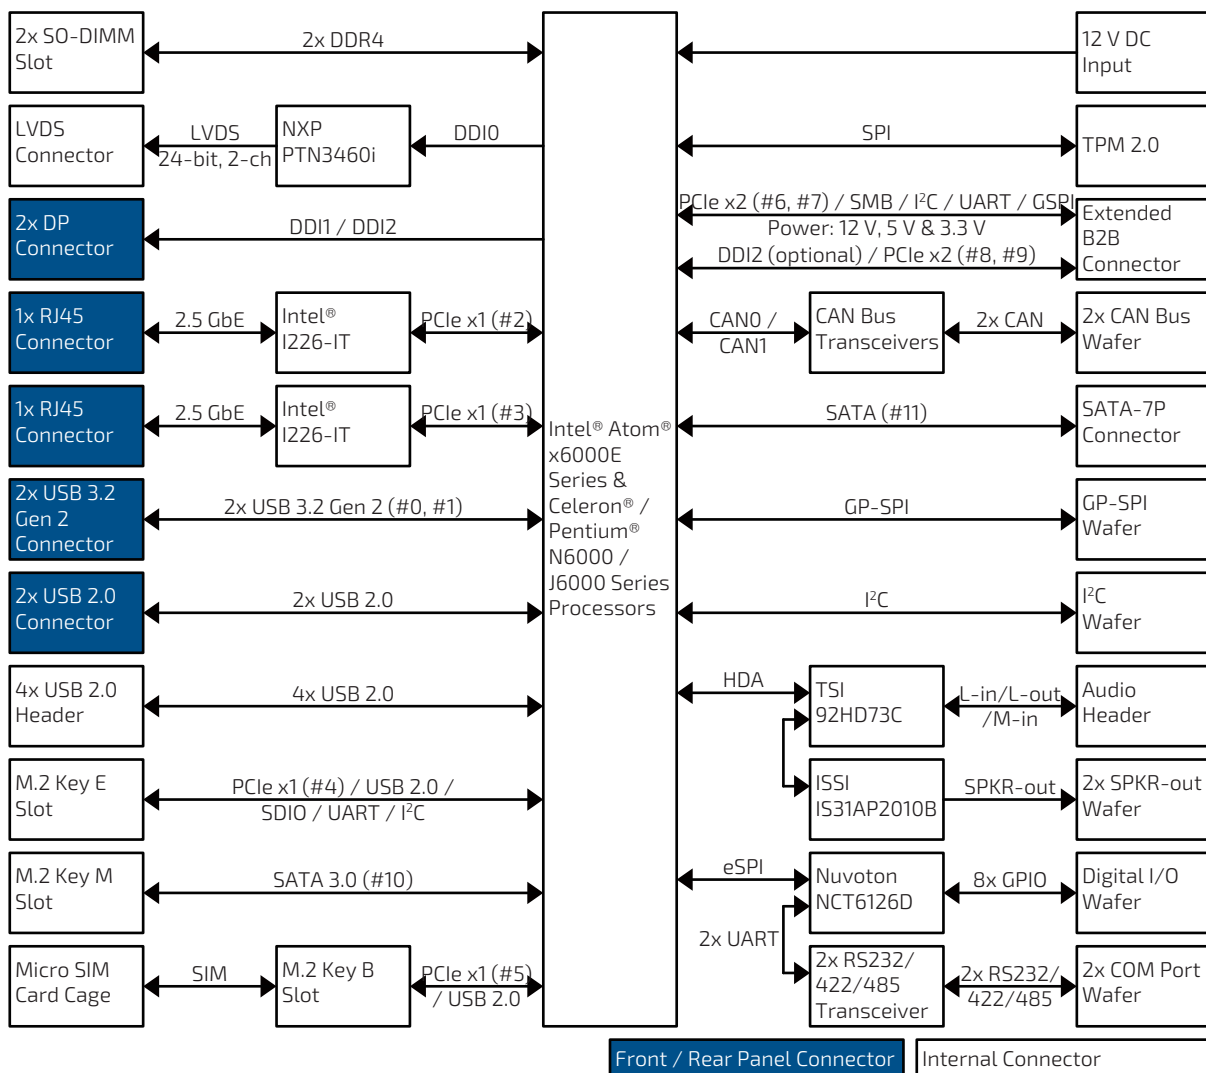 2x SO-DIMM
Slot
2x DDR4
12 V DC
Input
LVDS
Connector
LVDS
24-bit, 2-ch
NXP
PTN3460i
DDI0
SPI
TPM 2.0
2x DP
Connector
DDI1 / DDI2
PCIe x2 (#6, #7) / SMB / I²C / UART / GSPI
Power: 12 V, 5 V & 3.3 V
DDI2 (optional) / PCIe x2 (#8, #9)
Extended
B2B
Connector
1x RJ45
Connector
2.5 GbE
Intel®
I226-IT
PCIe x1 (#2)
CAN0 /
CAN1
CAN Bus
Transceivers
2x CAN
2x CAN Bus
Wafer
1x RJ45
Connector
2.5 GbE
Intel®
I226-IT
PCIe x1 (#3)
Intel® Atom®
x6000E
Series &
Celeron® /
Pentium®
N6000 /
J6000 Series
Processors
SATA (#11)
SATA-7P
Connector
2x USB 3.2
Gen 2
Connector
2x USB 3.2 Gen 2 (#0, #1)
GP-SPI
GP-SPI
Wafer
2x USB 2.0
Connector
2x USB 2.0
I²C
I²C
Wafer
4x USB 2.0
Header
4x USB 2.0
HDA
TSI
92HD73C
L-in/L-out
/M-in
Audio
Header
M.2 Key E
Slot
PCIe x1 (#4) / USB 2.0 /
SDIO / UART / I²C
ISSI
IS31AP2010B
SPKR-out
2x SPKR-out
Wafer
M.2 Key M
Slot
SATA 3.0 (#10)
eSPI
Nuvoton
NCT6126D
8x GPIO
Digital I/O
Wafer
2x UART
Micro SIM
Card Cage
SIM
M.2 Key B
Slot
PCIe x1 (#5)
/ USB 2.0
2x RS232/
422/485
Transceiver
2x RS232/
422/485
2x COM Port
Wafer
Front / Rear Panel Connector
Internal Connector